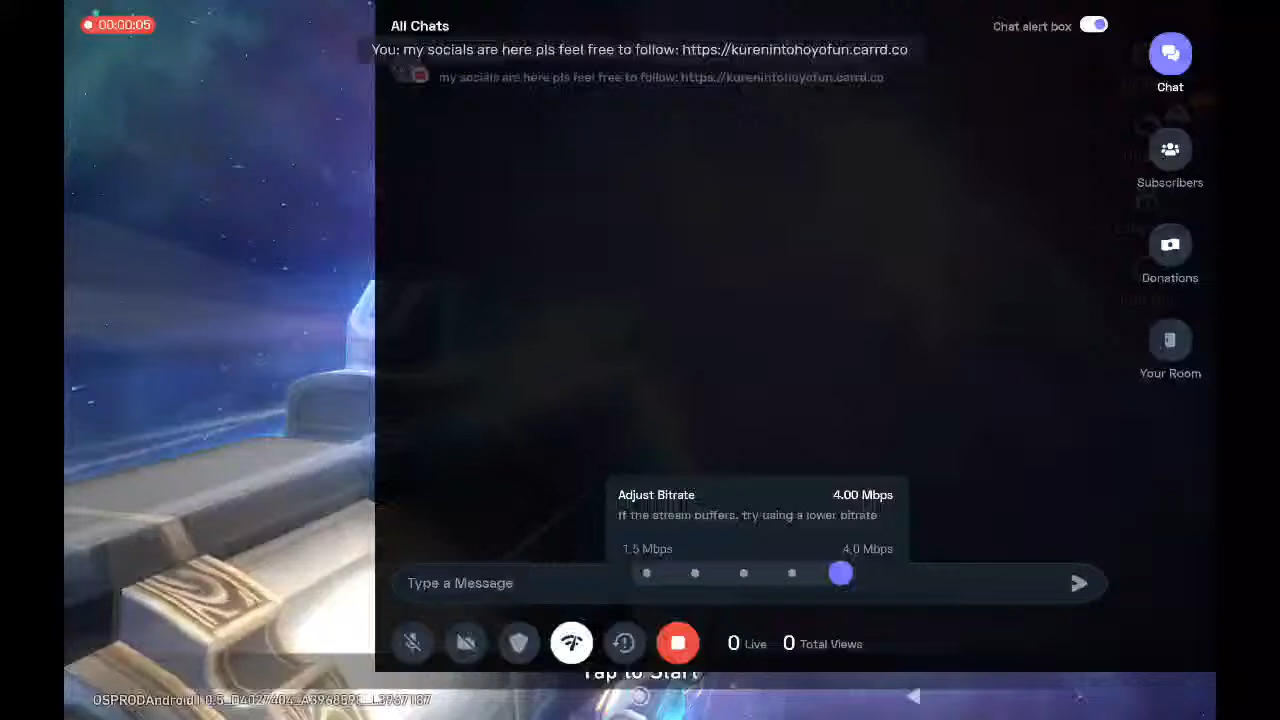 00:00:05
All Chats
Chat alert box
You: my socials are here pls feel free to follow: https://kurenintohoyofun.carrd.co
my socials are here pls feel free to follow: https://kurenintohoyofun.carrd.co
Chat
Subscribers
Donations
Your Room
Adjust Bitrate 4.00 Mbps
If the stream buffers, try using a lower bitrate
1.5 Mbps 4.0 Mbps
Type a Message
0 Live 0 Total Views
Tap to Start